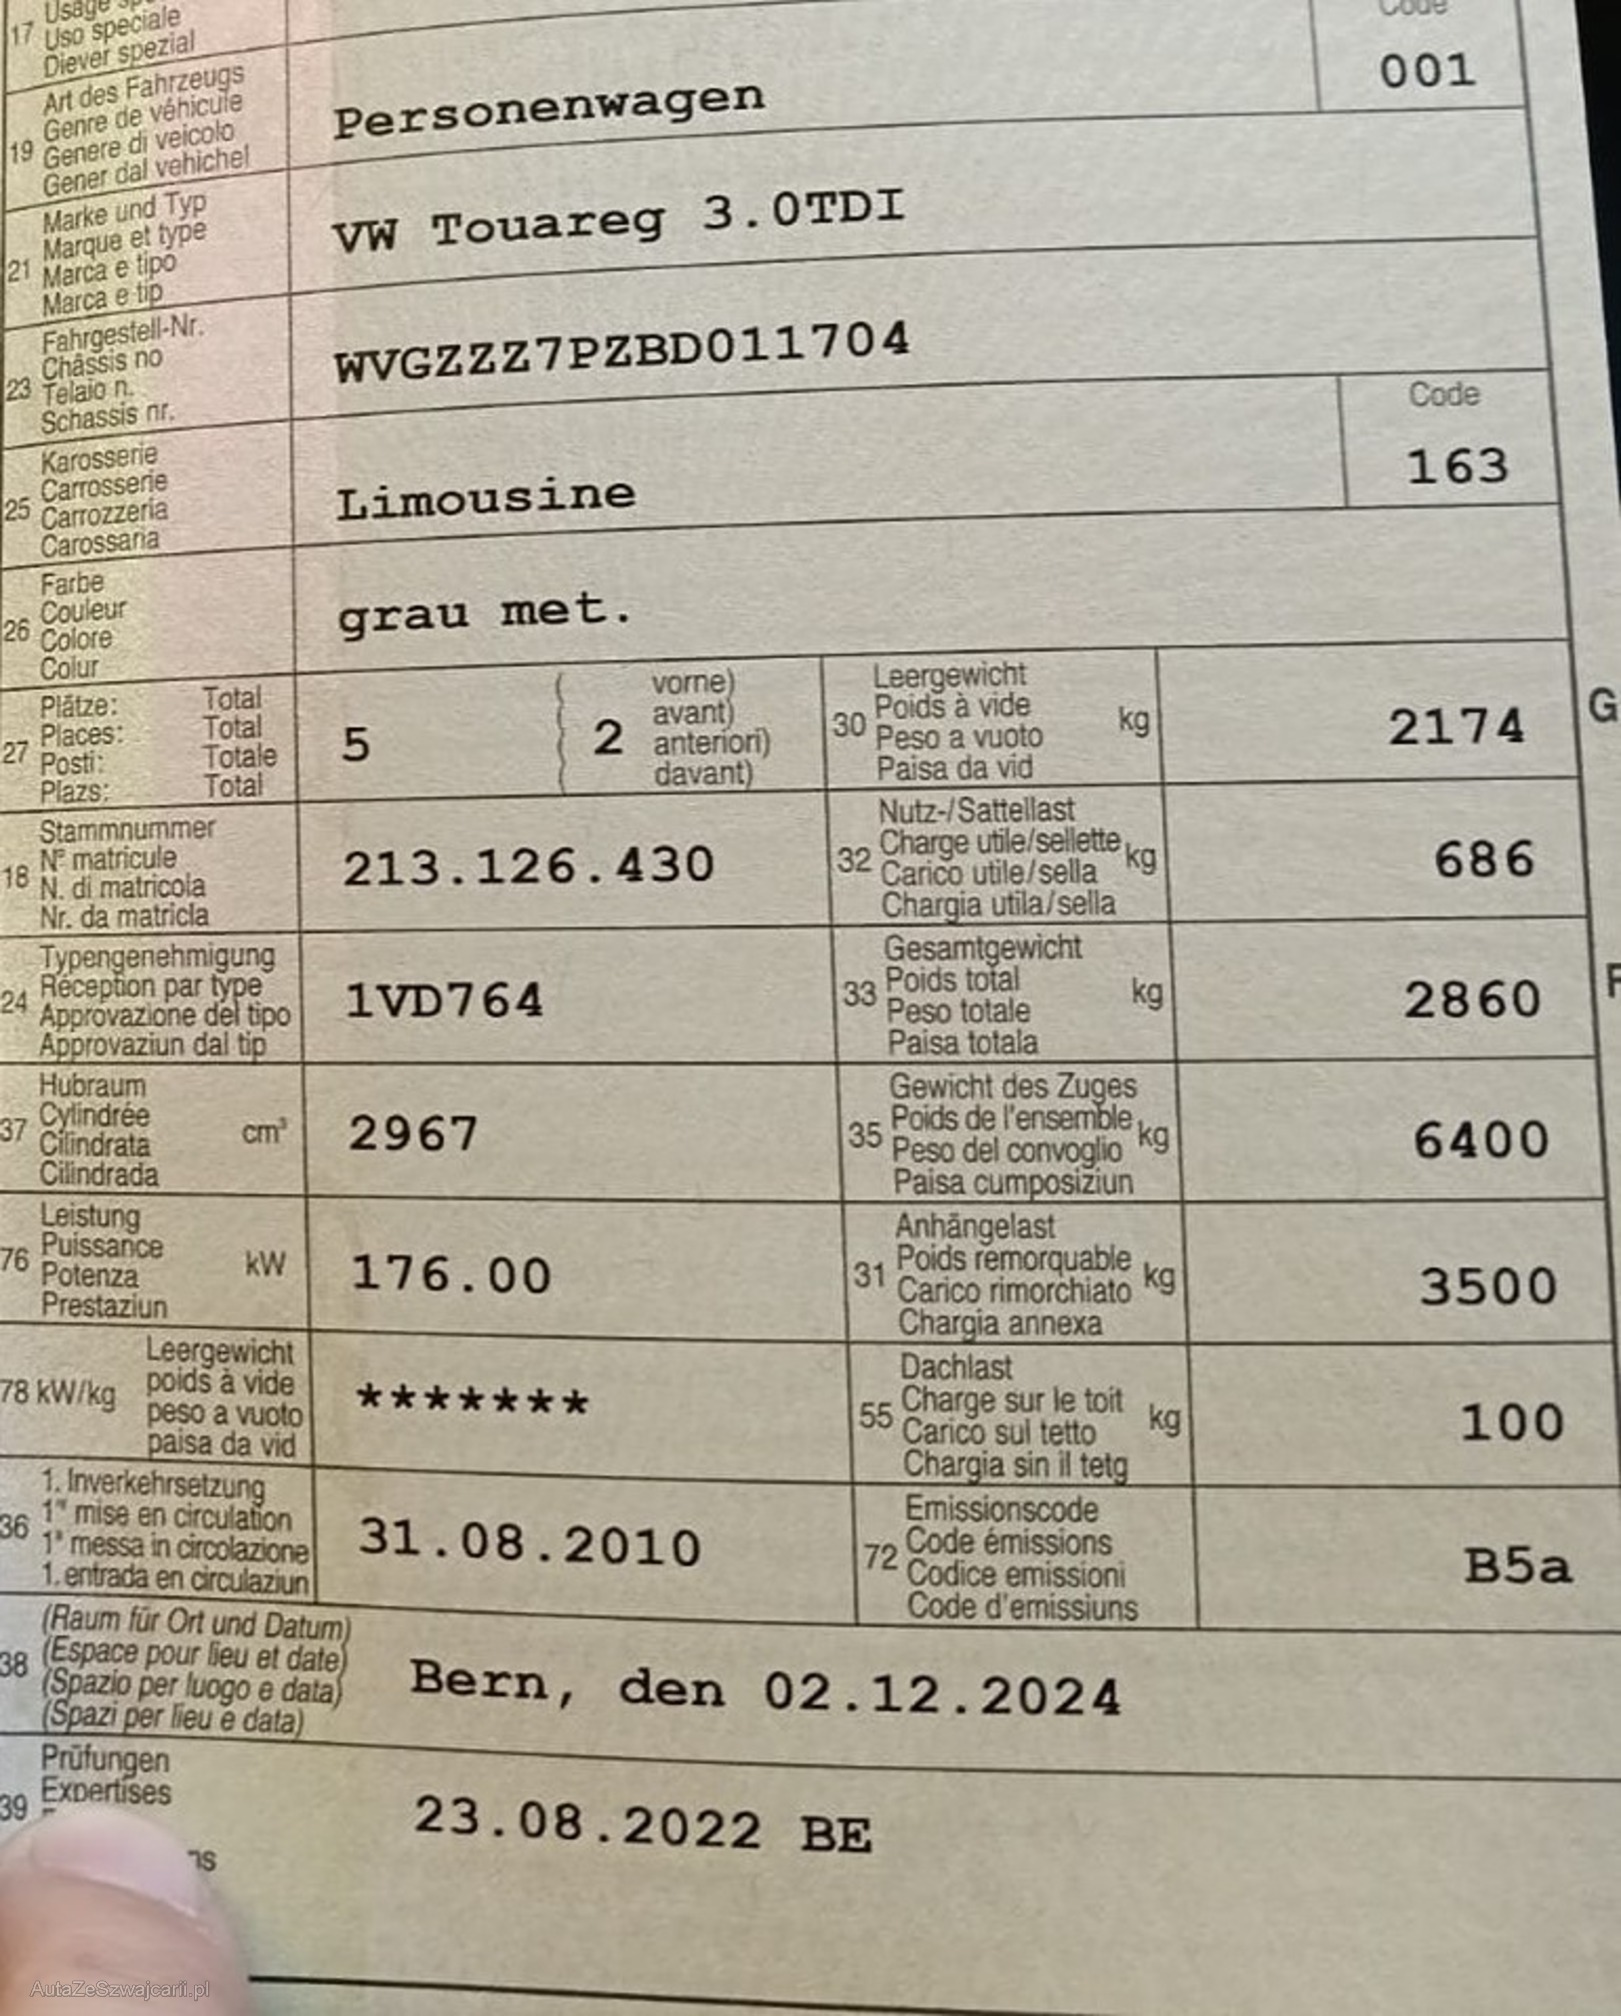 17 Usage
Uso speciale
Diever spezial
Code
001
19 Art des Fahrzeugs
Genre de véhicule
Genere di veicolo
Gener dal vehichel
Personenwagen
21 Marke und Typ
Marque et type
Marca e tipo
Marca e tip
VW Touareg 3.0TDI
23 Fahrgestell-Nr.
Châssis no
Telaio n.
Schassis nr.
WVGZZZ7PZBD011704
25 Karosserie
Carrosserie
Carrozzeria
Carossaria
Limousine
Code
163
26 Farbe
Couleur
Colore
Colur
grau met.
27 Plätze: Total
Places: Total
Posti: Totale
Plazs: Total
5
2
vorne)
avant)
anteriori)
davant)
30 Leergewicht
Poids à vide
Peso a vuoto
Paisa da vid
kg
2174
G
18 Stammnummer
N° matricule
N. di matricola
Nr. da matricla
213.126.430
32 Nutz-/Sattellast
Charge utile/sellette
Carico utile/sella
Chargia utila/sella
kg
686
24 Typengenehmigung
Réception par type
Approvazione del tipo
Approvaziun dal tip
1VD764
33 Gesamtgewicht
Poids total
Peso totale
Paisa totala
kg
2860
37 Hubraum
Cylindrée
Cilindrata
Cilindrada
cm³
2967
35 Gewicht des Zuges
Poids de l'ensemble
Peso del convoglio
Paisa cumposiziun
kg
6400
76 Leistung
Puissance
Potenza
Prestaziun
kW
176.00
31 Anhängelast
Poids remorquable
Carico rimorchiato
Chargia annexa
kg
3500
78 kW/kg
Leergewicht
poids à vide
peso a vuoto
paisa da vid
*******
55 Dachlast
Charge sur le toit
Carico sul tetto
Chargia sin il tetg
kg
100
36 1. Inverkehrsetzung
1re mise en circulation
1a messa in circolazione
1. entrada en circulaziun
31.08.2010
72 Emissionscode
Code émissions
Codice emissioni
Code d'emissiuns
B5a
38 (Raum für Ort und Datum)
(Espace pour lieu et date)
(Spazio per luogo e data)
(Spazi per lieu e data)
Bern, den 02.12.2024
39 Prüfungen
Expertises
23.08.2022 BE
AutaZeSzwajcarii.pl